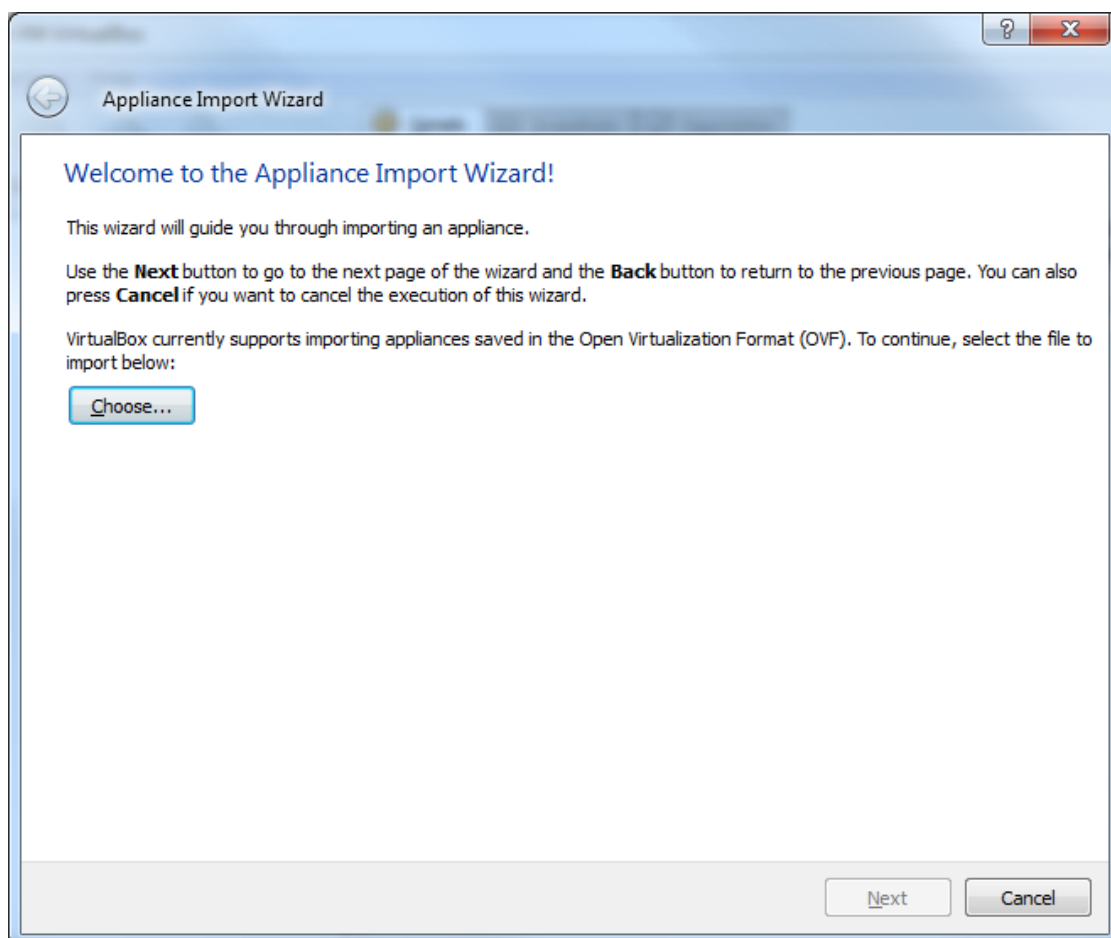 Appliance Import Wizard
Welcome to the Appliance Import Wizard!
This wizard will guide you through importing an appliance.
Use the Next button to go to the next page of the wizard and the Back button to return to the previous page. You can also
press Cancel if you want to cancel the execution of this wizard.
VirtualBox currently supports importing appliances saved in the Open Virtualization Format (OVF). To continue, select the file to
import below:
Choose...
Next
Cancel